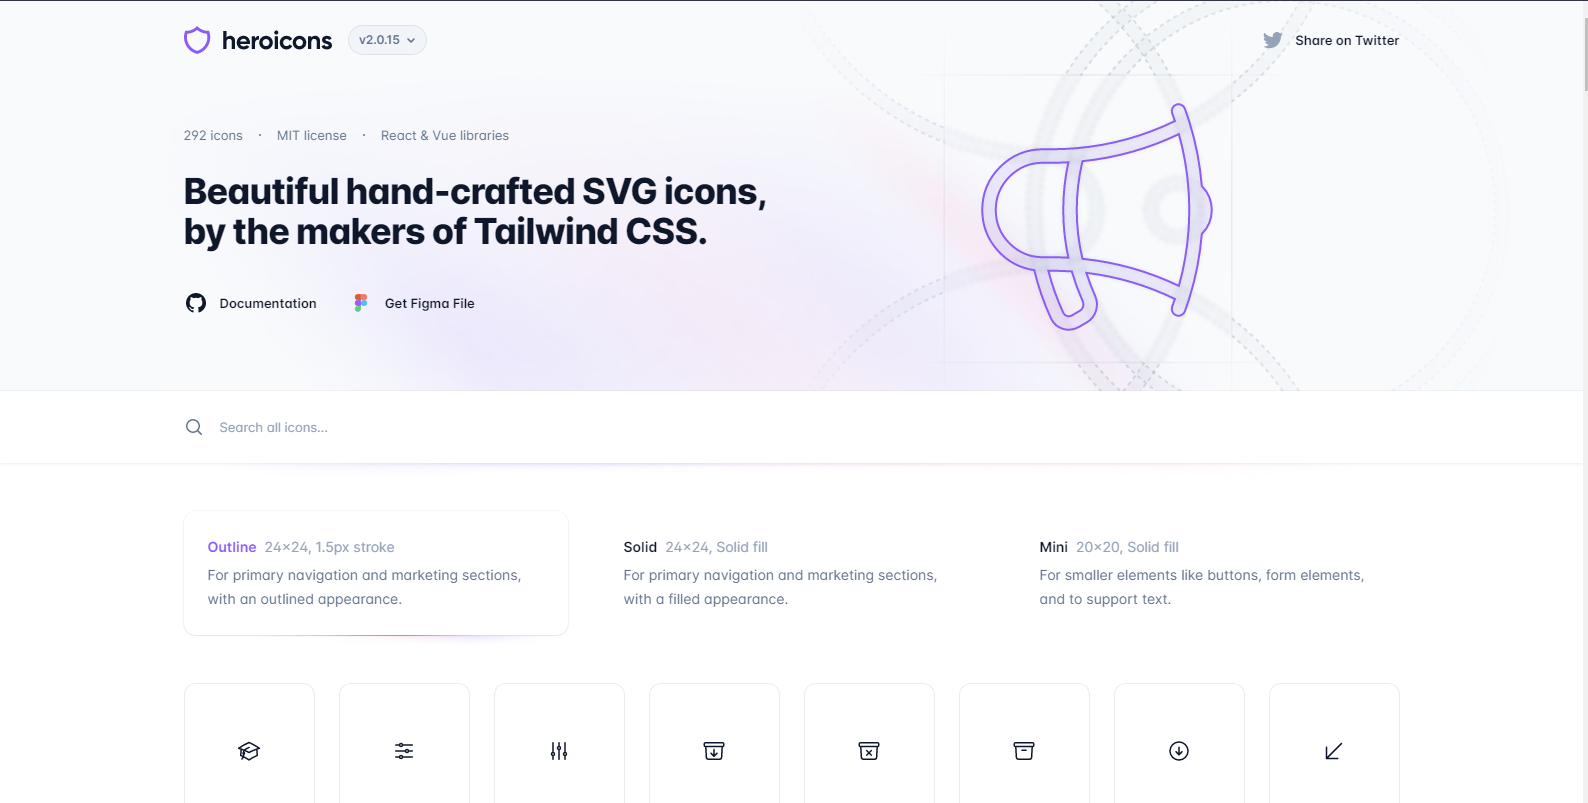 heroicons
v2.0.15
Share on Twitter
292 icons · MIT license · React & Vue libraries
Beautiful hand-crafted SVG icons,
by the makers of Tailwind CSS.
Documentation
Get Figma File
Search all icons...
Outline 24×24, 1.5px stroke
For primary navigation and marketing sections,
with an outlined appearance.
Solid 24×24, Solid fill
For primary navigation and marketing sections,
with a filled appearance.
Mini 20×20, Solid fill
For smaller elements like buttons, form elements,
and to support text.